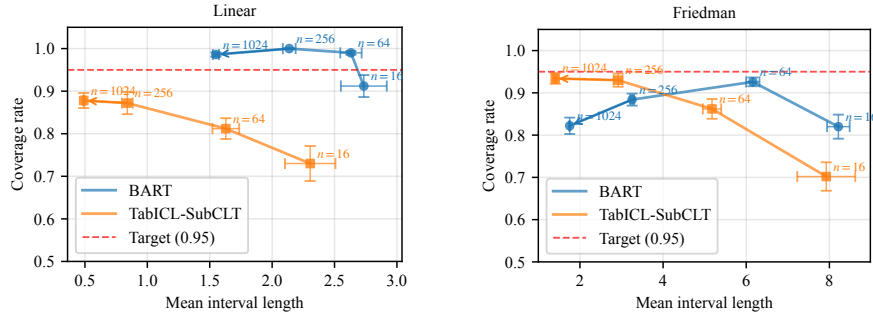 Linear
Coverage rate
1.0
0.9
0.8
0.7
0.6
0.5
n = 1024
n = 256
n = 64
n = 16
n = 1024
n = 256
n = 64
n = 16
BART
TabICL-SubCLT
Target (0.95)
0.5 1.0 1.5 2.0 2.5 3.0
Mean interval length
Friedman
Coverage rate
1.0
0.9
0.8
0.7
0.6
0.5
n = 1024
n = 256
n = 64
n = 256
n = 1024
n = 64
n = 16
n = 16
BART
TabICL-SubCLT
Target (0.95)
2 4 6 8
Mean interval length